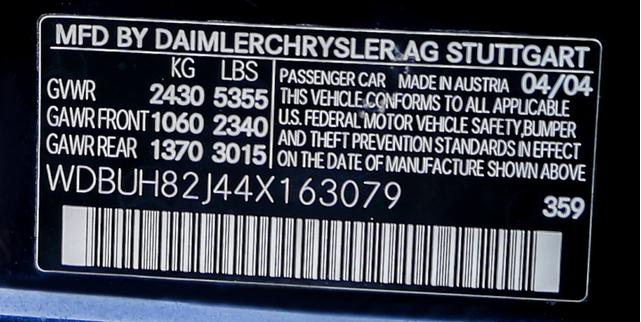 MFD BY DAIMLERCHRYSLER AG STUTTGART
KG LBS
GVWR 2430 5355
GAWR FRONT 1060 2340
GAWR REAR 1370 3015
PASSENGER CAR MADE IN AUSTRIA 04/04
THIS VEHICLE CONFORMS TO ALL APPLICABLE
U.S. FEDERAL MOTOR VEHICLE SAFETY, BUMPER
AND THEFT PREVENTION STANDARDS IN EFFECT
ON THE DATE OF MANUFACTURE SHOWN ABOVE
WDBUH82J44X163079
359